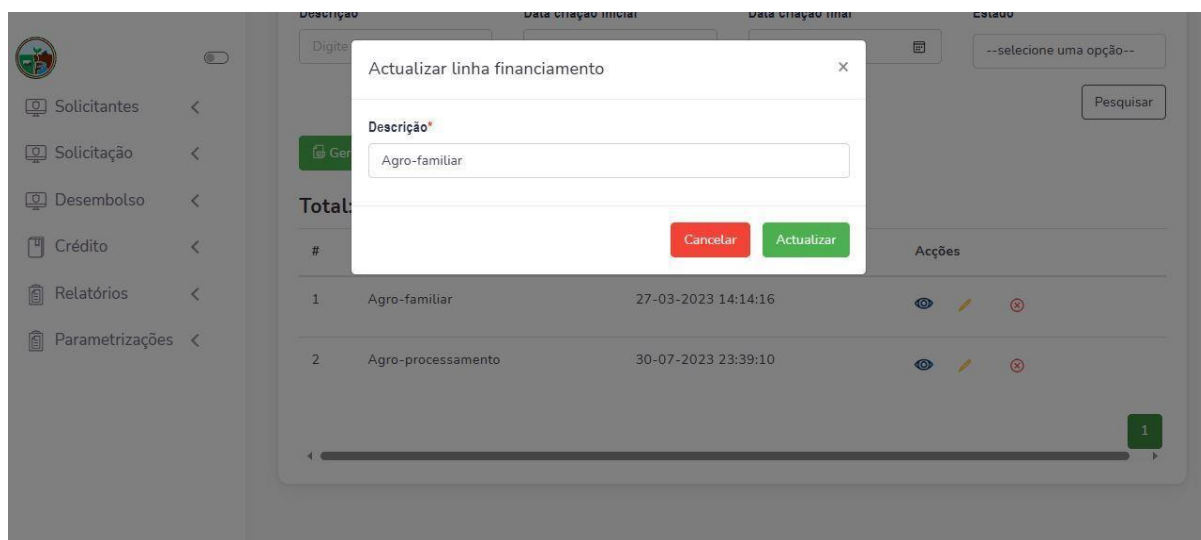 Descrição Data criação inicial Data criação final Estado
Digite --selecione uma opção--
Actualizar linha financiamento ×
Pesquisar
Descrição*
Agro-familiar
Ger
Total:
Cancelar Actualizar
# Acções
1 Agro-familiar 27-03-2023 14:14:16
2 Agro-processamento 30-07-2023 23:39:10
1
Solicitantes
Solicitação
Desembolso
Crédito
Relatórios
Parametrizações